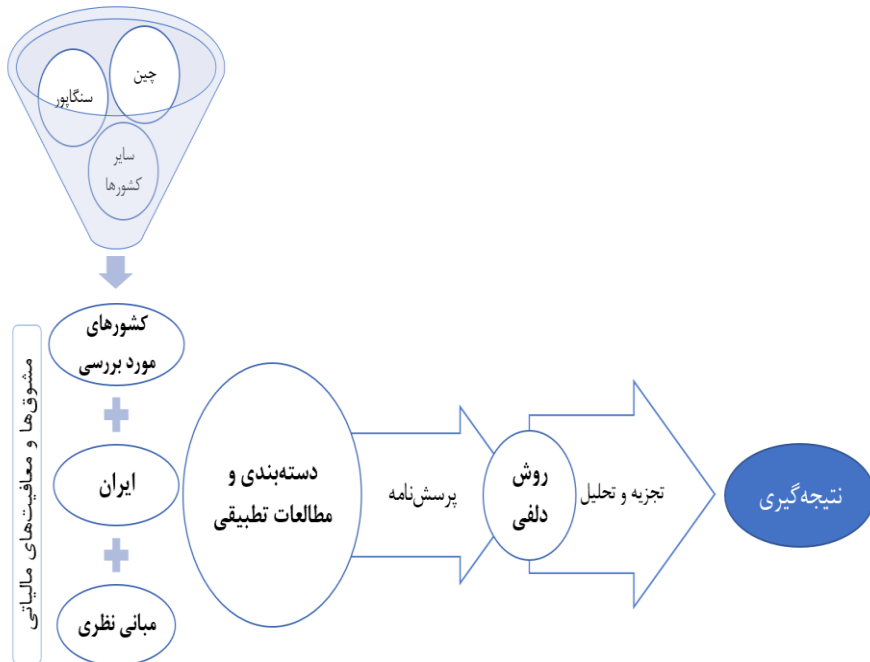 چین
سنگاپور
سایر
کشورها
کشورهای
مورد بررسی
مشوق‌ها و معافیت‌های مالیاتی
ایران
مبانی نظری
دسته‌بندی و
مطالعات تطبیقی
پرسش‌نامه
روش
دلفی
تجزیه و تحلیل
نتیجه‌گیری